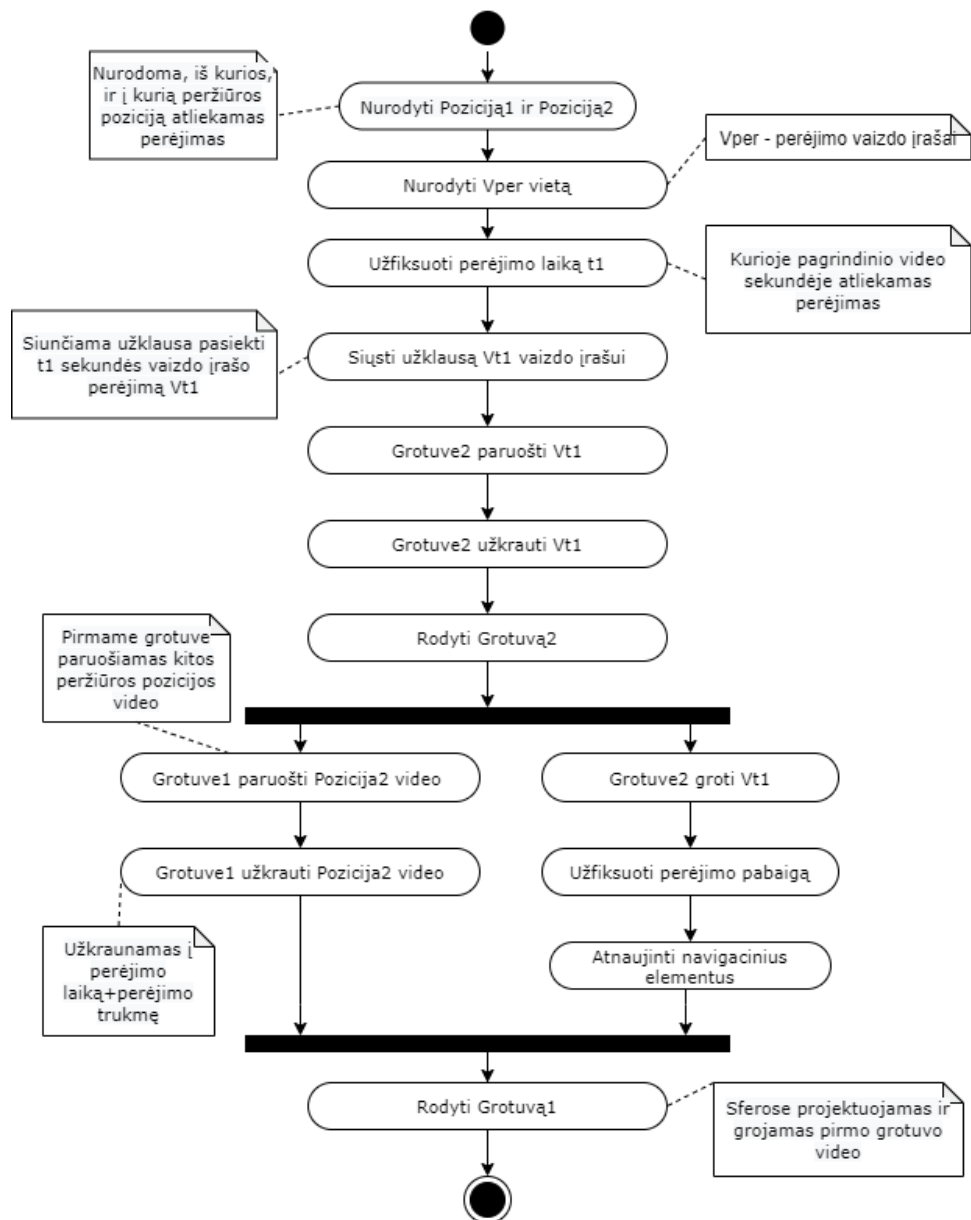 Nurodoma, iš kurios,
ir į kurią peržiūros
poziciją atliekamas
perėjimas
Nurodyti Poziciją1 ir Poziciją2
Vper - perėjimo vaizdo įrašai
Nurodyti Vper vietą
Užfiksuoti perėjimo laiką t1
Kurioje pagrindinio video
sekundėje atliekamas
perėjimas
Siunčiama užklausa pasiekti
t1 sekundės vaizdo įrašo
perėjimą Vt1
Siųsti užklausą Vt1 vaizdo įrašui
Grotuve2 paruošti Vt1
Grotuve2 užkrauti Vt1
Rodyti Grotuvą2
Pirmame grotuve
paruošiamas kitos
peržiūros pozicijos
video
Grotuve1 paruošti Pozicija2 video
Grotuve2 groti Vt1
Grotuve1 užkrauti Pozicija2 video
Užfiksuoti perėjimo pabaigą
Užkraunamas į
perėjimo
laiką+perėjimo
trukmę
Atnaujinti navigacinius
elementus
Rodyti Grotuvą1
Sferose projektuojamas ir
grojamas pirmo grotuvo
video